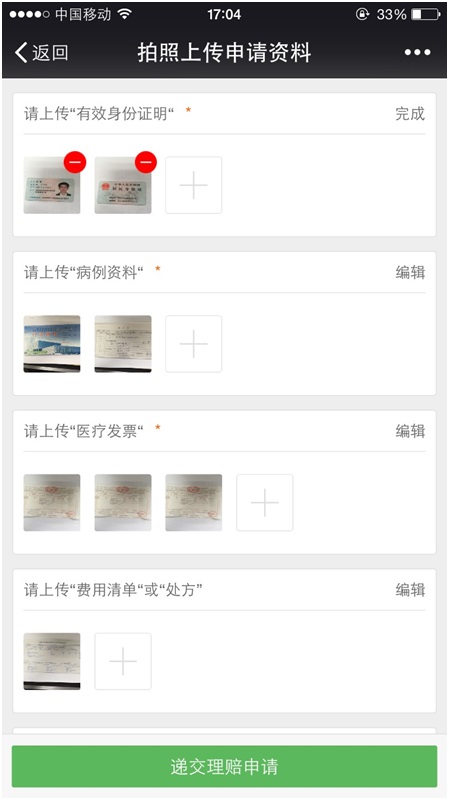 中国移动 17:04 33%
返回 拍照上传申请资料
请上传“有效身份证明“ * 完成
请上传“病例资料“ * 编辑
请上传“医疗发票“ * 编辑
请上传“费用清单“或“处方” 编辑
递交理赔申请